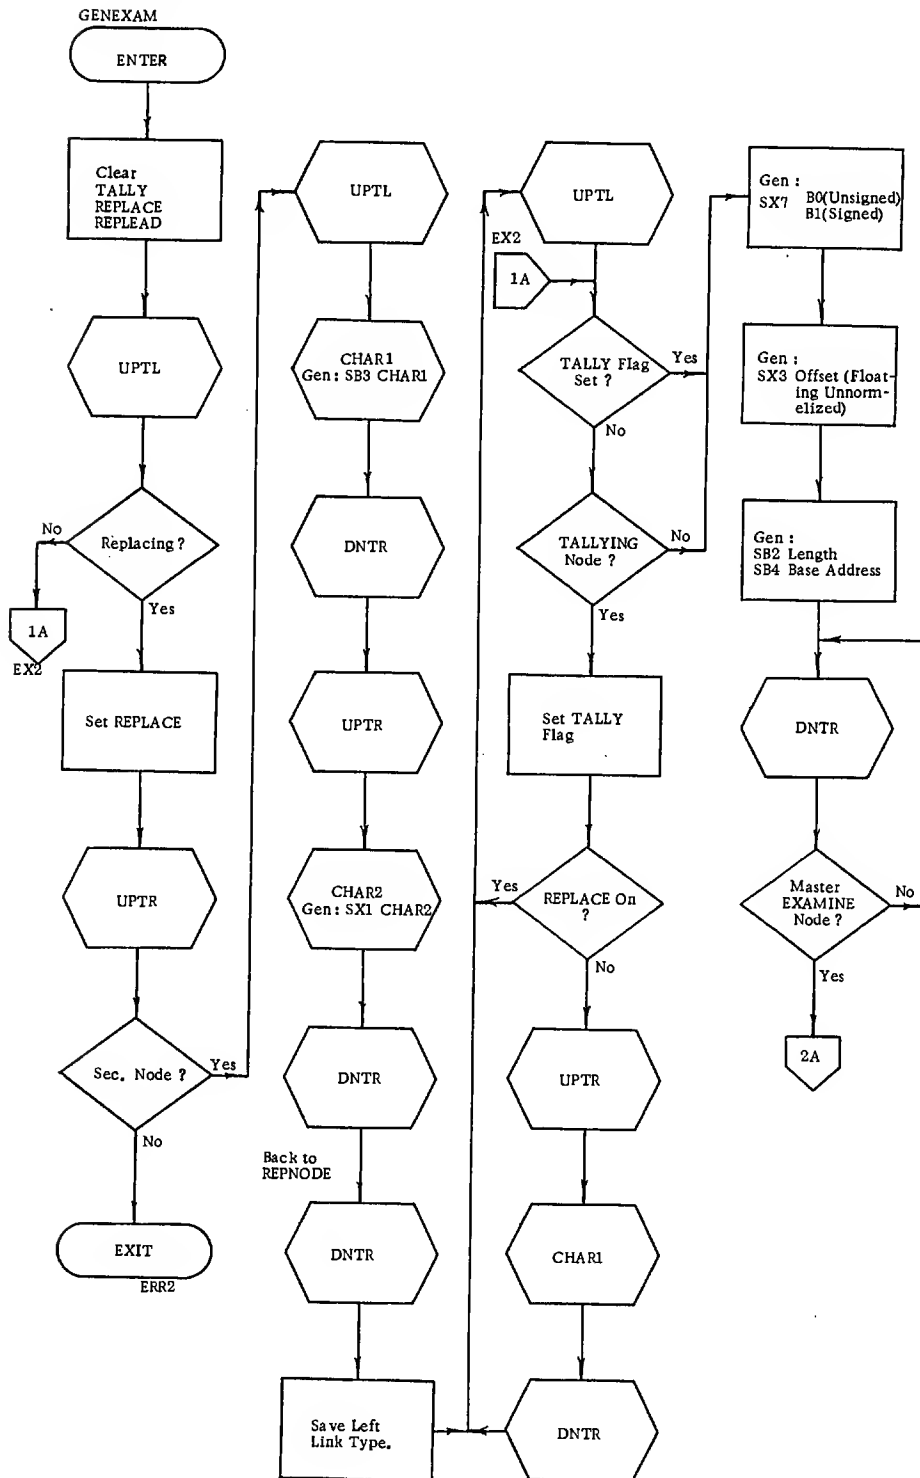 GENEXAM
ENTER
Clear
TALLY
REPLACE
REPLEAD
UPTL
Replacing ?
No
Yes
1A
EX2
Set REPLACE
UPTR
Sec. Node ?
Yes
No
EXIT
ERR2
UPTL
CHAR1
Gen: SB3 CHAR1
DNTR
UPTR
CHAR2
Gen: SX1 CHAR2
DNTR
Back to
REPNODE
DNTR
Save Left
Link Type.
UPTL
EX2
1A
TALLY Flag
Set ?
Yes
No
TALLYING
Node ?
No
Yes
Set TALLY
Flag
REPLACE On
?
Yes
No
UPTR
CHAR1
DNTR
Gen :
SX7 B0(Unsigned)
B1(Signed)
Gen :
SX3 Offset (Float-
ing Unnorm-
elized)
Gen :
SB2 Length
SB4 Base Address
DNTR
Master
EXAMINE
Node ?
No
Yes
2A